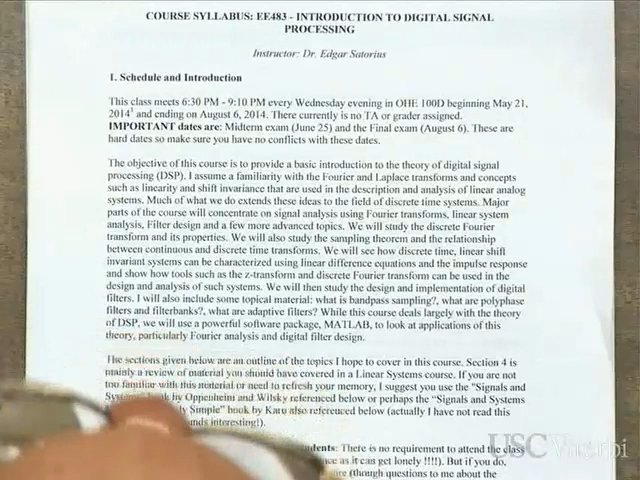 COURSE SYLLABUS: EE483 - INTRODUCTION TO DIGITAL SIGNAL
PROCESSING
Instructor: Dr. Edgar Satorius
1. Schedule and Introduction
This class meets 6:30 PM - 9:10 PM every Wednesday evening in OHE 100D beginning May 21,
2014¹ and ending on August 6, 2014. There currently is no TA or grader assigned.
IMPORTANT dates are: Midterm exam (June 25) and the Final exam (August 6). These are
hard dates so make sure you have no conflicts with these dates.
The objective of this course is to provide a basic introduction to the theory of digital signal
processing (DSP). I assume a familiarity with the Fourier and Laplace transforms and concepts
such as linearity and shift invariance that are used in the description and analysis of linear analog
systems. Much of what we do extends these ideas to the field of discrete time systems. Major
parts of the course will concentrate on signal analysis using Fourier transforms, linear system
analysis, Filter design and a few more advanced topics. We will study the discrete Fourier
transform and its properties. We will also study the sampling theorem and the relationship
between continuous and discrete time transforms. We will see how discrete time, linear shift
invariant systems can be characterized using linear difference equations and the impulse response
and show how tools such as the z-transform and discrete Fourier transform can be used in the
design and analysis of such systems. We will then study the design and implementation of digital
filters. I will also include some topical material: what is bandpass sampling?, what are polyphase
filters and filterbanks?, what are adaptive filters? While this course deals largely with the theory
of DSP, we will use a powerful software package, MATLAB, to look at applications of this
theory, particularly Fourier analysis and digital filter design.
The sections given below are an outline of the topics I hope to cover in this course. Section 4 is
mainly a review of material you should have covered in a Linear Systems course. If you are not
too familiar with this material or need to refresh your memory, I suggest you use the "Signals and
by Oppenheim and Wilsky referenced below or perhaps the "Signals and Systems
Simple" book by Karu also referenced below (actually I have not read this
interesting!).
There is no requirement to attend the class
as it can get lonely !!!!). But if you do,
(though questions to me about the
USC Viterbi